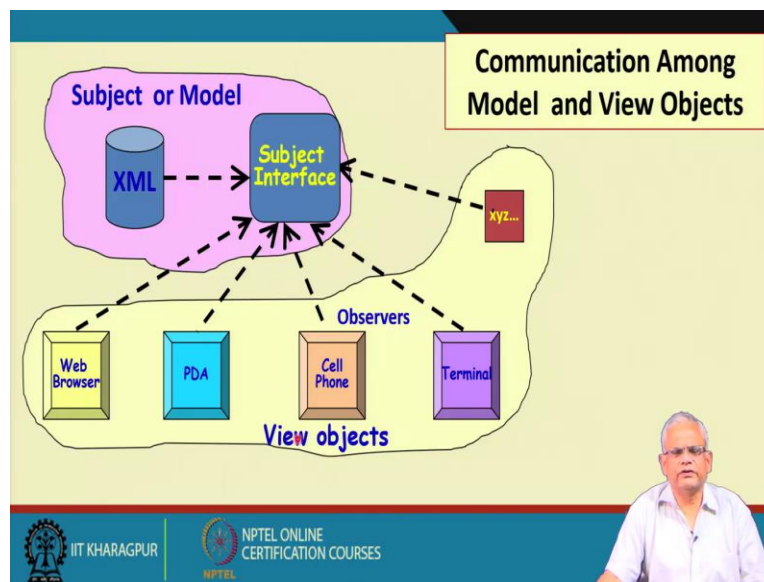 Communication Among
Model and View Objects
Subject or Model
XML
Subject
Interface
xyz...
Observers
Web
Browser
PDA
Cell
Phone
Terminal
View objects
IIT KHARAGPUR
NPTEL
NPTEL ONLINE
CERTIFICATION COURSES